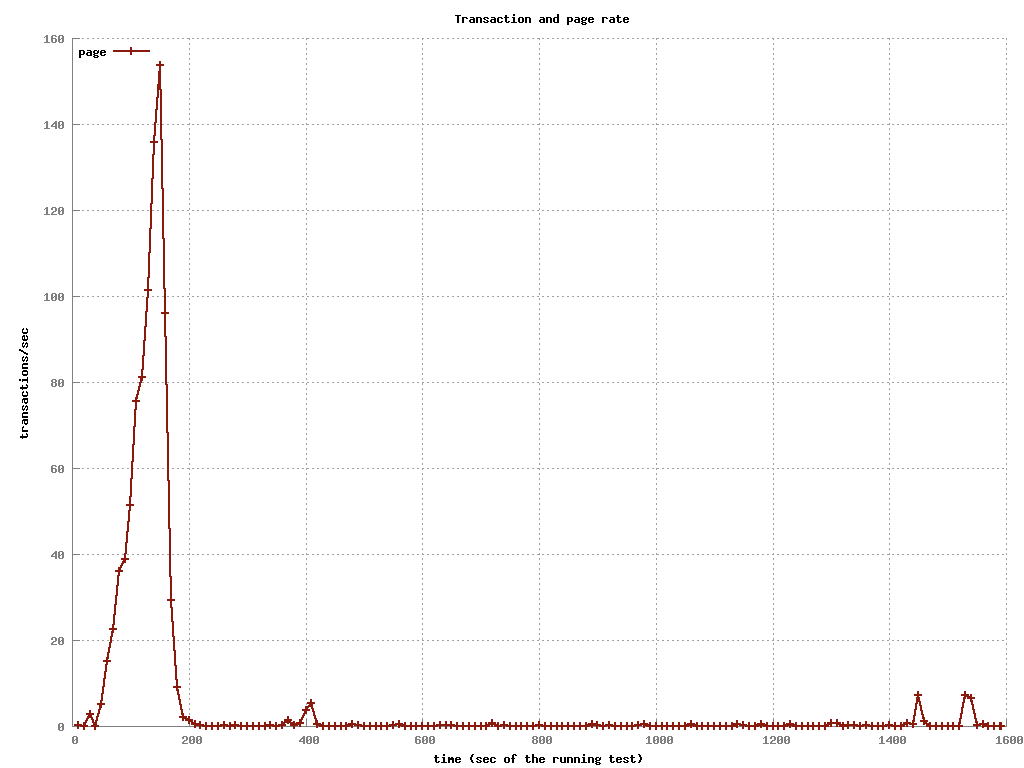 Transaction and page rate
page
160
140
120
100
80
60
40
20
0
transactions/sec
0 200 400 600 800 1000 1200 1400 1600
time (sec of the running test)